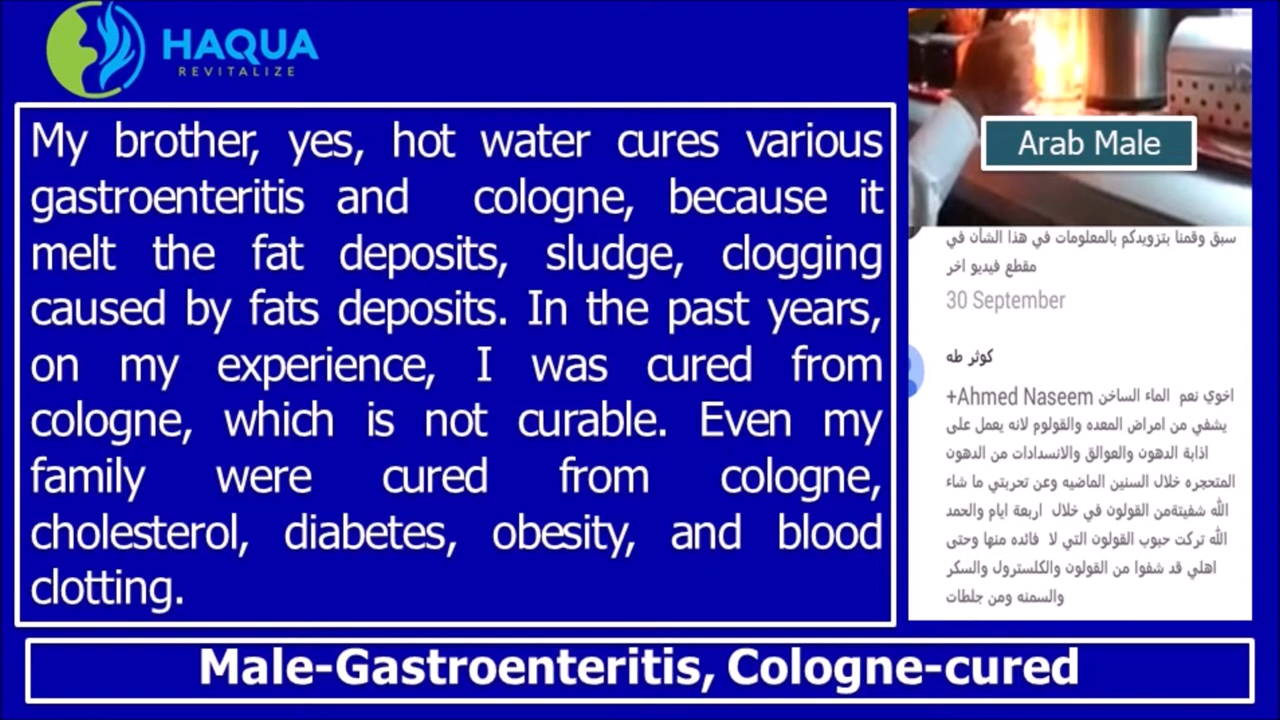 HAQUA
REVITALIZE
My brother, yes, hot water cures various
gastroenteritis and cologne, because it
melt the fat deposits, sludge, clogging
caused by fats deposits. In the past years,
on my experience, I was cured from
cologne, which is not curable. Even my
family were cured from cologne,
cholesterol, diabetes, obesity, and blood
clotting.
Arab Male
سبق وقمنا بتزويدكم بالمعلومات في هذا الشأن في
مقطع فيديو اخر
30 September
كوثر طه
+Ahmed Naseem اخوي نعم الماء الساخن
يشفي من امراض المعده والقولوم لانه يعمل على
اذابة الدهون والعوالق والانسدادات من الدهون
المتحجره خلال السنين الماضيه وعن تحربتي ما شاء
الله شفيتةمن القولون في خلال اربعة ايام والحمد
الله تركت حبوب القولون التي لا فائده منها وحتى
اهلي قد شفوا من القولون والكلسترول والسكر
والسمنه ومن جلطات
Male-Gastroenteritis, Cologne-cured